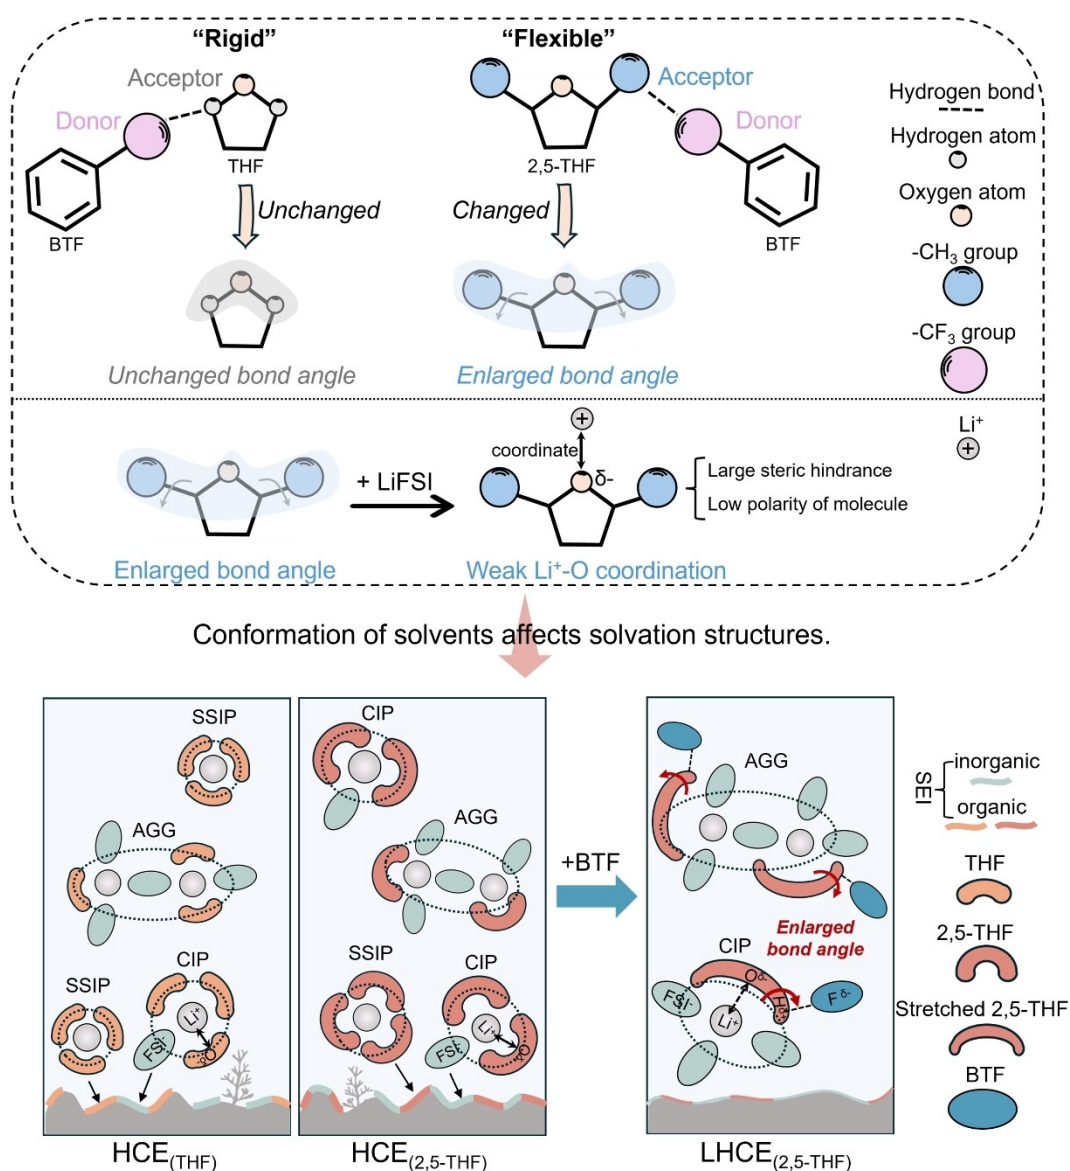 “Rigid”
“Flexible”
Acceptor
Donor
THF
BTF
Acceptor
Donor
2,5-THF
BTF
Unchanged
Changed
Unchanged bond angle
Enlarged bond angle
Hydrogen bond
Hydrogen atom
Oxygen atom
-CH₃ group
-CF₃ group
Li⁺
+
Enlarged bond angle
+ LiFSI
+
coordinate
δ-
Large steric hindrance
Low polarity of molecule
Weak Li⁺-O coordination
Conformation of solvents affects solvation structures.
SSIP
AGG
CIP
SSIP
Li⁺
FSI⁻
HCE(THF)
CIP
AGG
SSIP
CIP
Li⁺
FSI⁻
HCE(2,5-THF)
+BTF
AGG
Enlarged
bond angle
CIP
Oδ-
FSI⁻
Li⁺
Fδ-
LHCE(2,5-THF)
SEI
inorganic
organic
THF
2,5-THF
Stretched 2,5-THF
BTF